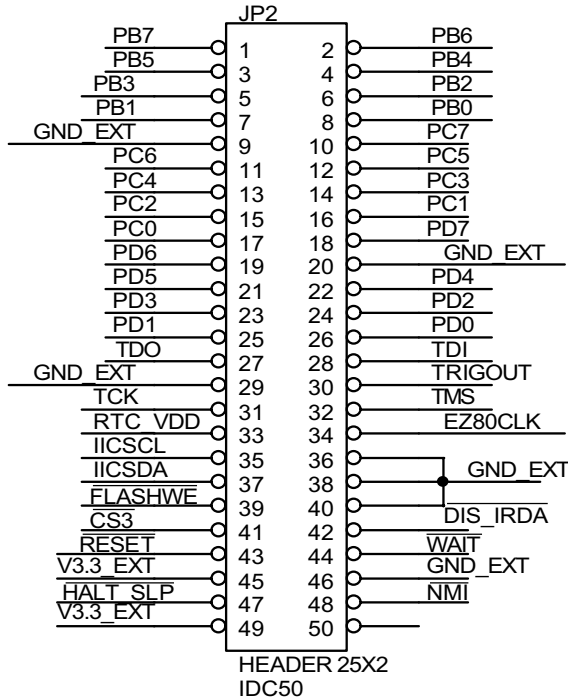 JP2
PB7 1 2 PB6
PB5 3 4 PB4
PB3 5 6 PB2
PB1 7 8 PB0
GND_EXT 9 10 PC7
PC6 11 12 PC5
PC4 13 14 PC3
PC2 15 16 PC1
PC0 17 18 PD7
PD6 19 20 GND_EXT
PD5 21 22 PD4
PD3 23 24 PD2
PD1 25 26 PD0
TDO 27 28 TDI
GND_EXT 29 30 TRIGOUT
TCK 31 32 TMS
RTC_VDD 33 34 EZ80CLK
IICSCL 35 36
IICSDA 37 38 GND_EXT
FLASHWE 39 40
CS3 41 42 DIS_IRDA
RESET 43 44 WAIT
V3.3_EXT 45 46 GND_EXT
HALT_SLP 47 48 NMI
V3.3_EXT 49 50
HEADER 25X2
IDC50